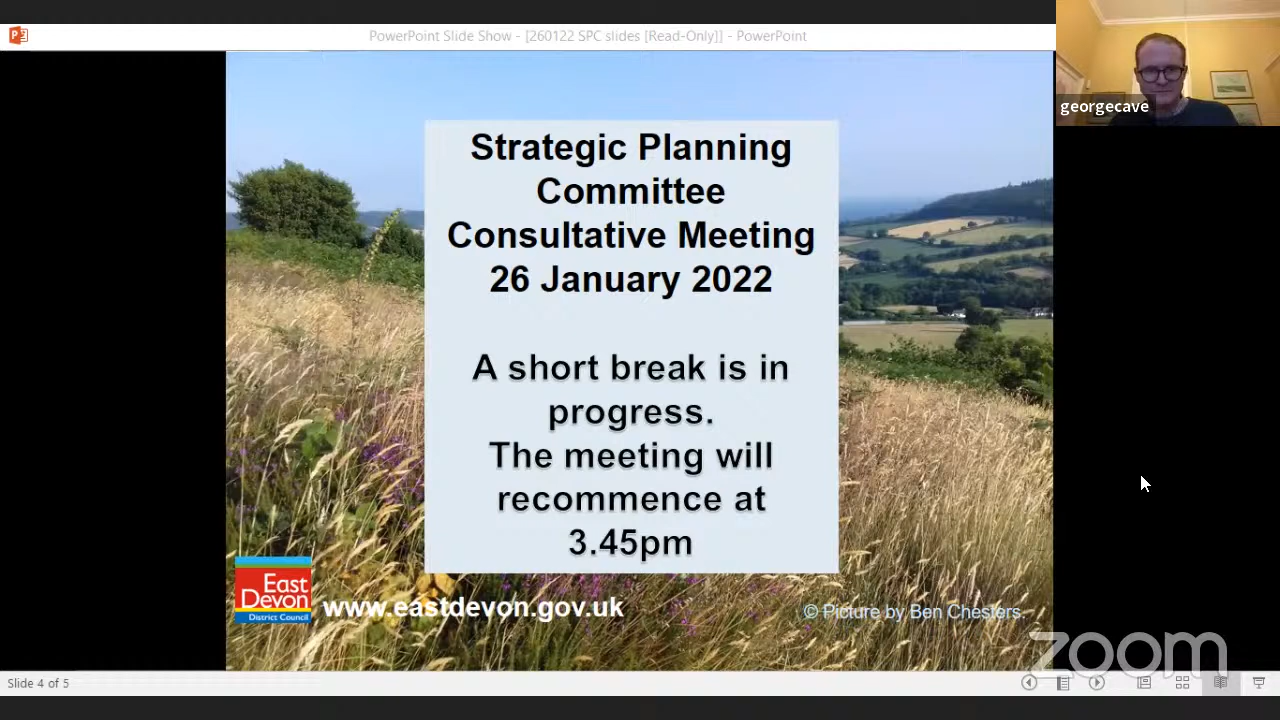 PowerPoint Slide Show - [260122 SPC slides [Read-Only]] - PowerPoint
georgecave
Strategic Planning
Committee
Consultative Meeting
26 January 2022
A short break is in
progress.
The meeting will
recommence at
3.45pm
East
Devon
District Council
www.eastdevon.gov.uk
© Picture by Ben Chesters.
zoom
Slide 4 of 5